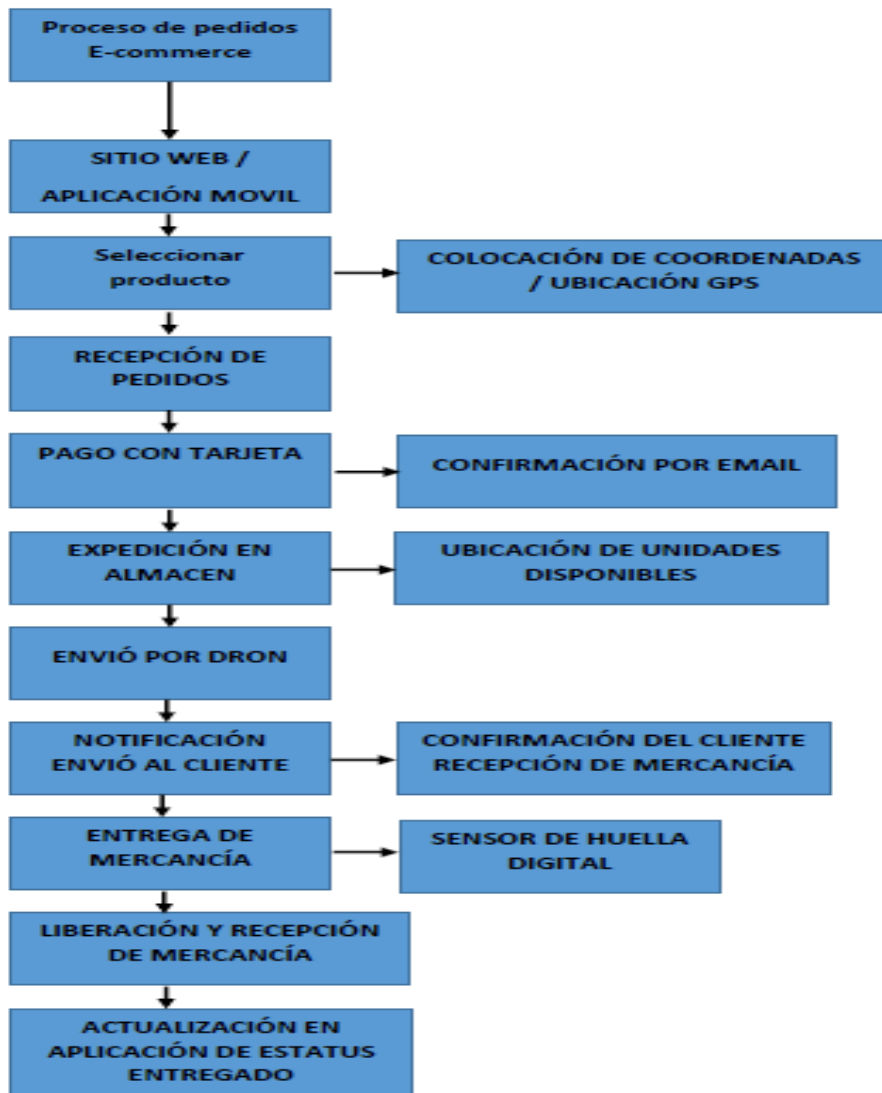 Proceso de pedidos
E-commerce
SITIO WEB /
APLICACIÓN MOVIL
Seleccionar
producto
COLOCACIÓN DE COORDENADAS
/ UBICACIÓN GPS
RECEPCIÓN DE
PEDIDOS
PAGO CON TARJETA
CONFIRMACIÓN POR EMAIL
EXPEDICIÓN EN
ALMACEN
UBICACIÓN DE UNIDADES
DISPONIBLES
ENVIÓ POR DRON
NOTIFICACIÓN
ENVIÓ AL CLIENTE
CONFIRMACIÓN DEL CLIENTE
RECEPCIÓN DE MERCANCÍA
ENTREGA DE
MERCANCÍA
SENSOR DE HUELLA
DIGITAL
LIBERACIÓN Y RECEPCIÓN
DE MERCANCÍA
ACTUALIZACIÓN EN
APLICACIÓN DE ESTATUS
ENTREGADO